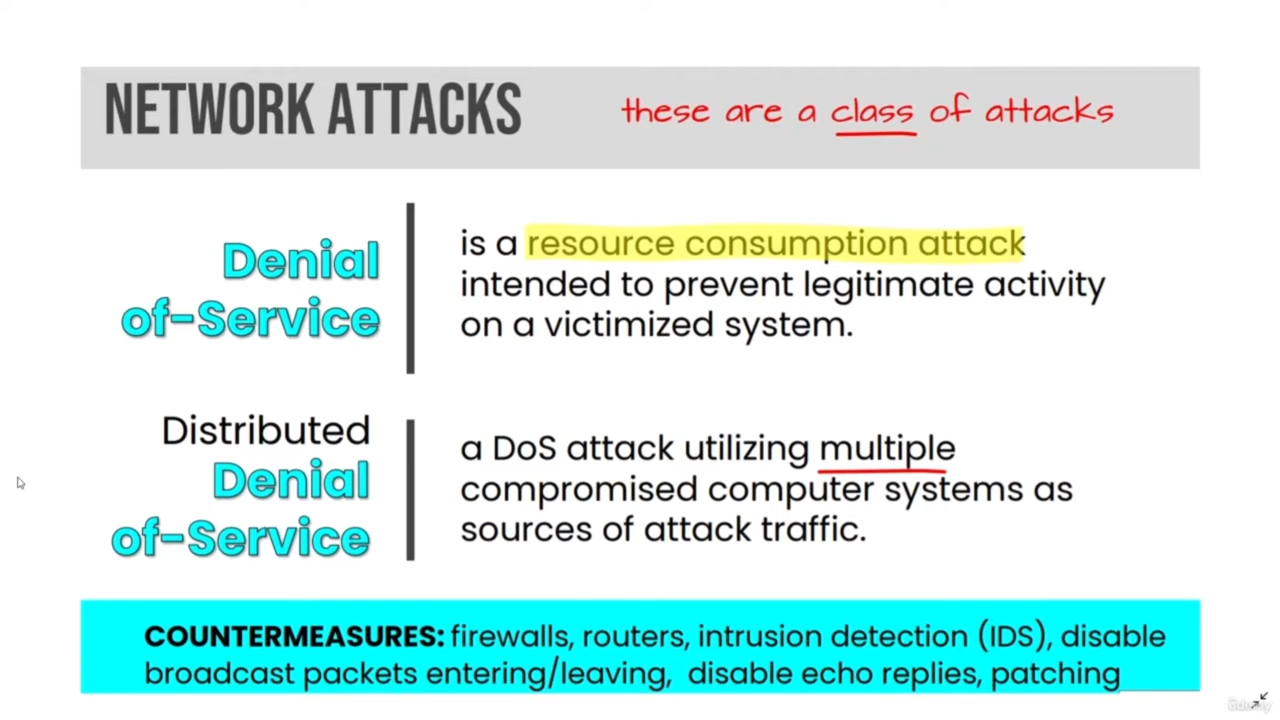 NETWORK ATTACKS
these are a class of attacks
Denial
of-Service
is a resource consumption attack
intended to prevent legitimate activity
on a victimized system.
Distributed
Denial
of-Service
a DoS attack utilizing multiple
compromised computer systems as
sources of attack traffic.
COUNTERMEASURES: firewalls, routers, intrusion detection (IDS), disable
broadcast packets entering/leaving, disable echo replies, patching